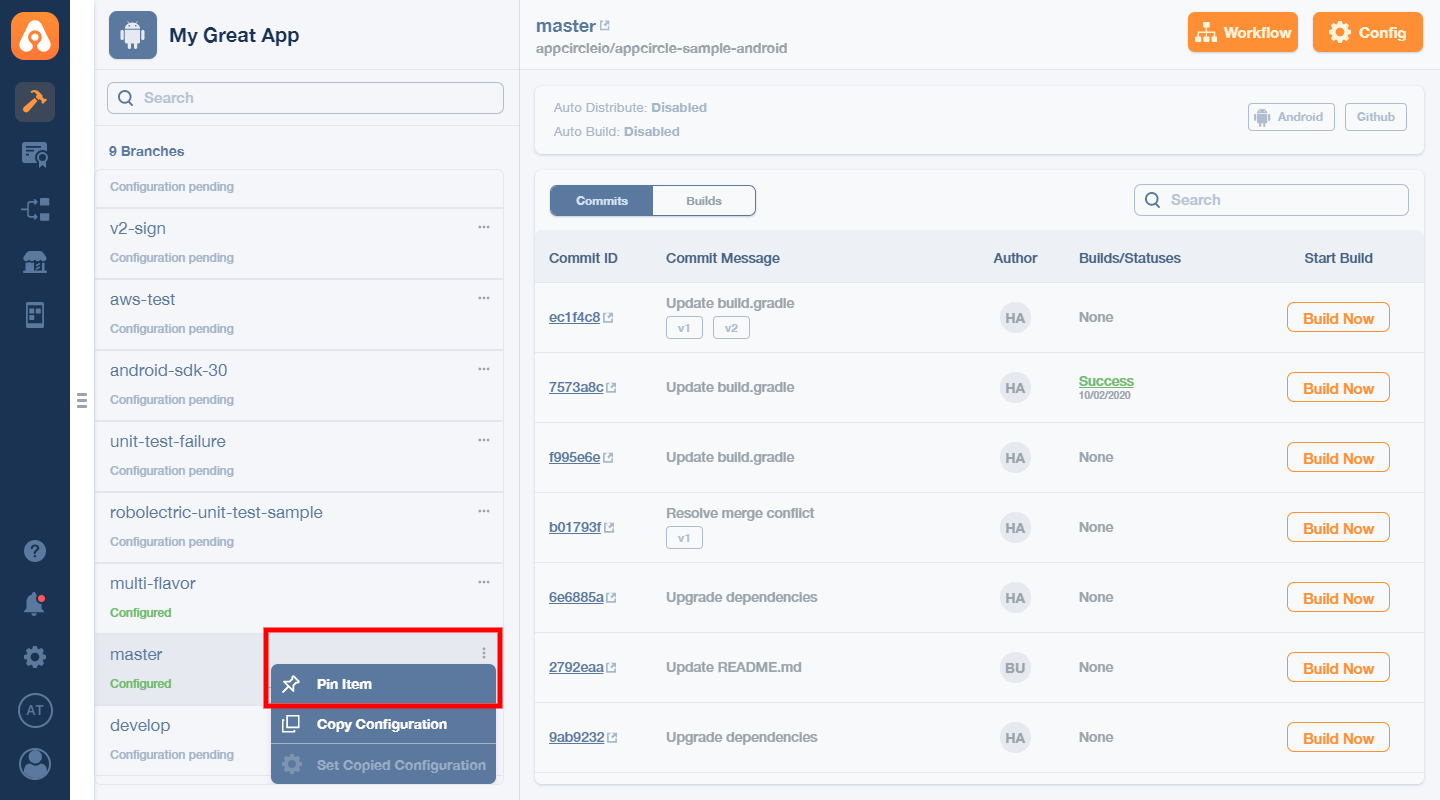 My Great App
Search
9 Branches
Configuration pending
v2-sign
Configuration pending
aws-test
Configuration pending
android-sdk-30
Configuration pending
unit-test-failure
Configuration pending
robolectric-unit-test-sample
Configuration pending
multi-flavor
Configured
master
Configured
develop
Configuration pending
Pin Item
Copy Configuration
Set Copied Configuration
?
AT
master
appcircleio/appcircle-sample-android
Workflow
Config
Auto Distribute: Disabled
Auto Build: Disabled
Android
Github
Commits
Builds
Search
Commit ID Commit Message Author Builds/Statuses Start Build
ec1f4c8 Update build.gradle HA None Build Now
v1 v2
7573a8c Update build.gradle HA Success Build Now
10/02/2020
f995e6e Update build.gradle HA None Build Now
b01793f Resolve merge conflict HA None Build Now
v1
6e6885a Upgrade dependencies HA None Build Now
2792eaa Update README.md BU None Build Now
9ab9232 Upgrade dependencies HA None Build Now